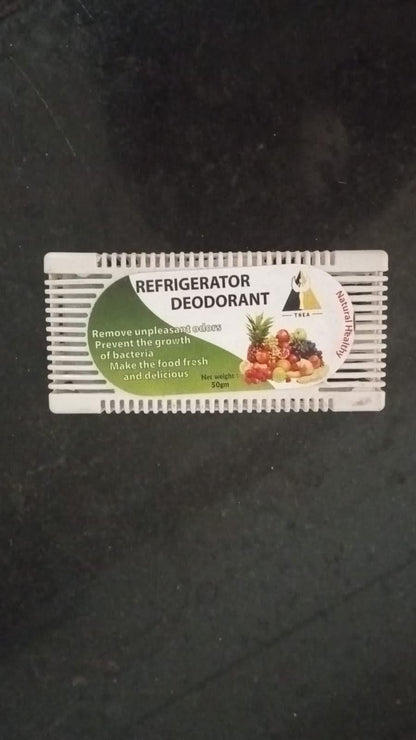 REFRIGERATOR
DEODORANT
THEA
Natural Healthy
Remove unpleasant odors
Prevent the growth
of bacteria
Make the food fresh
and delicious
Net weight :
50gm